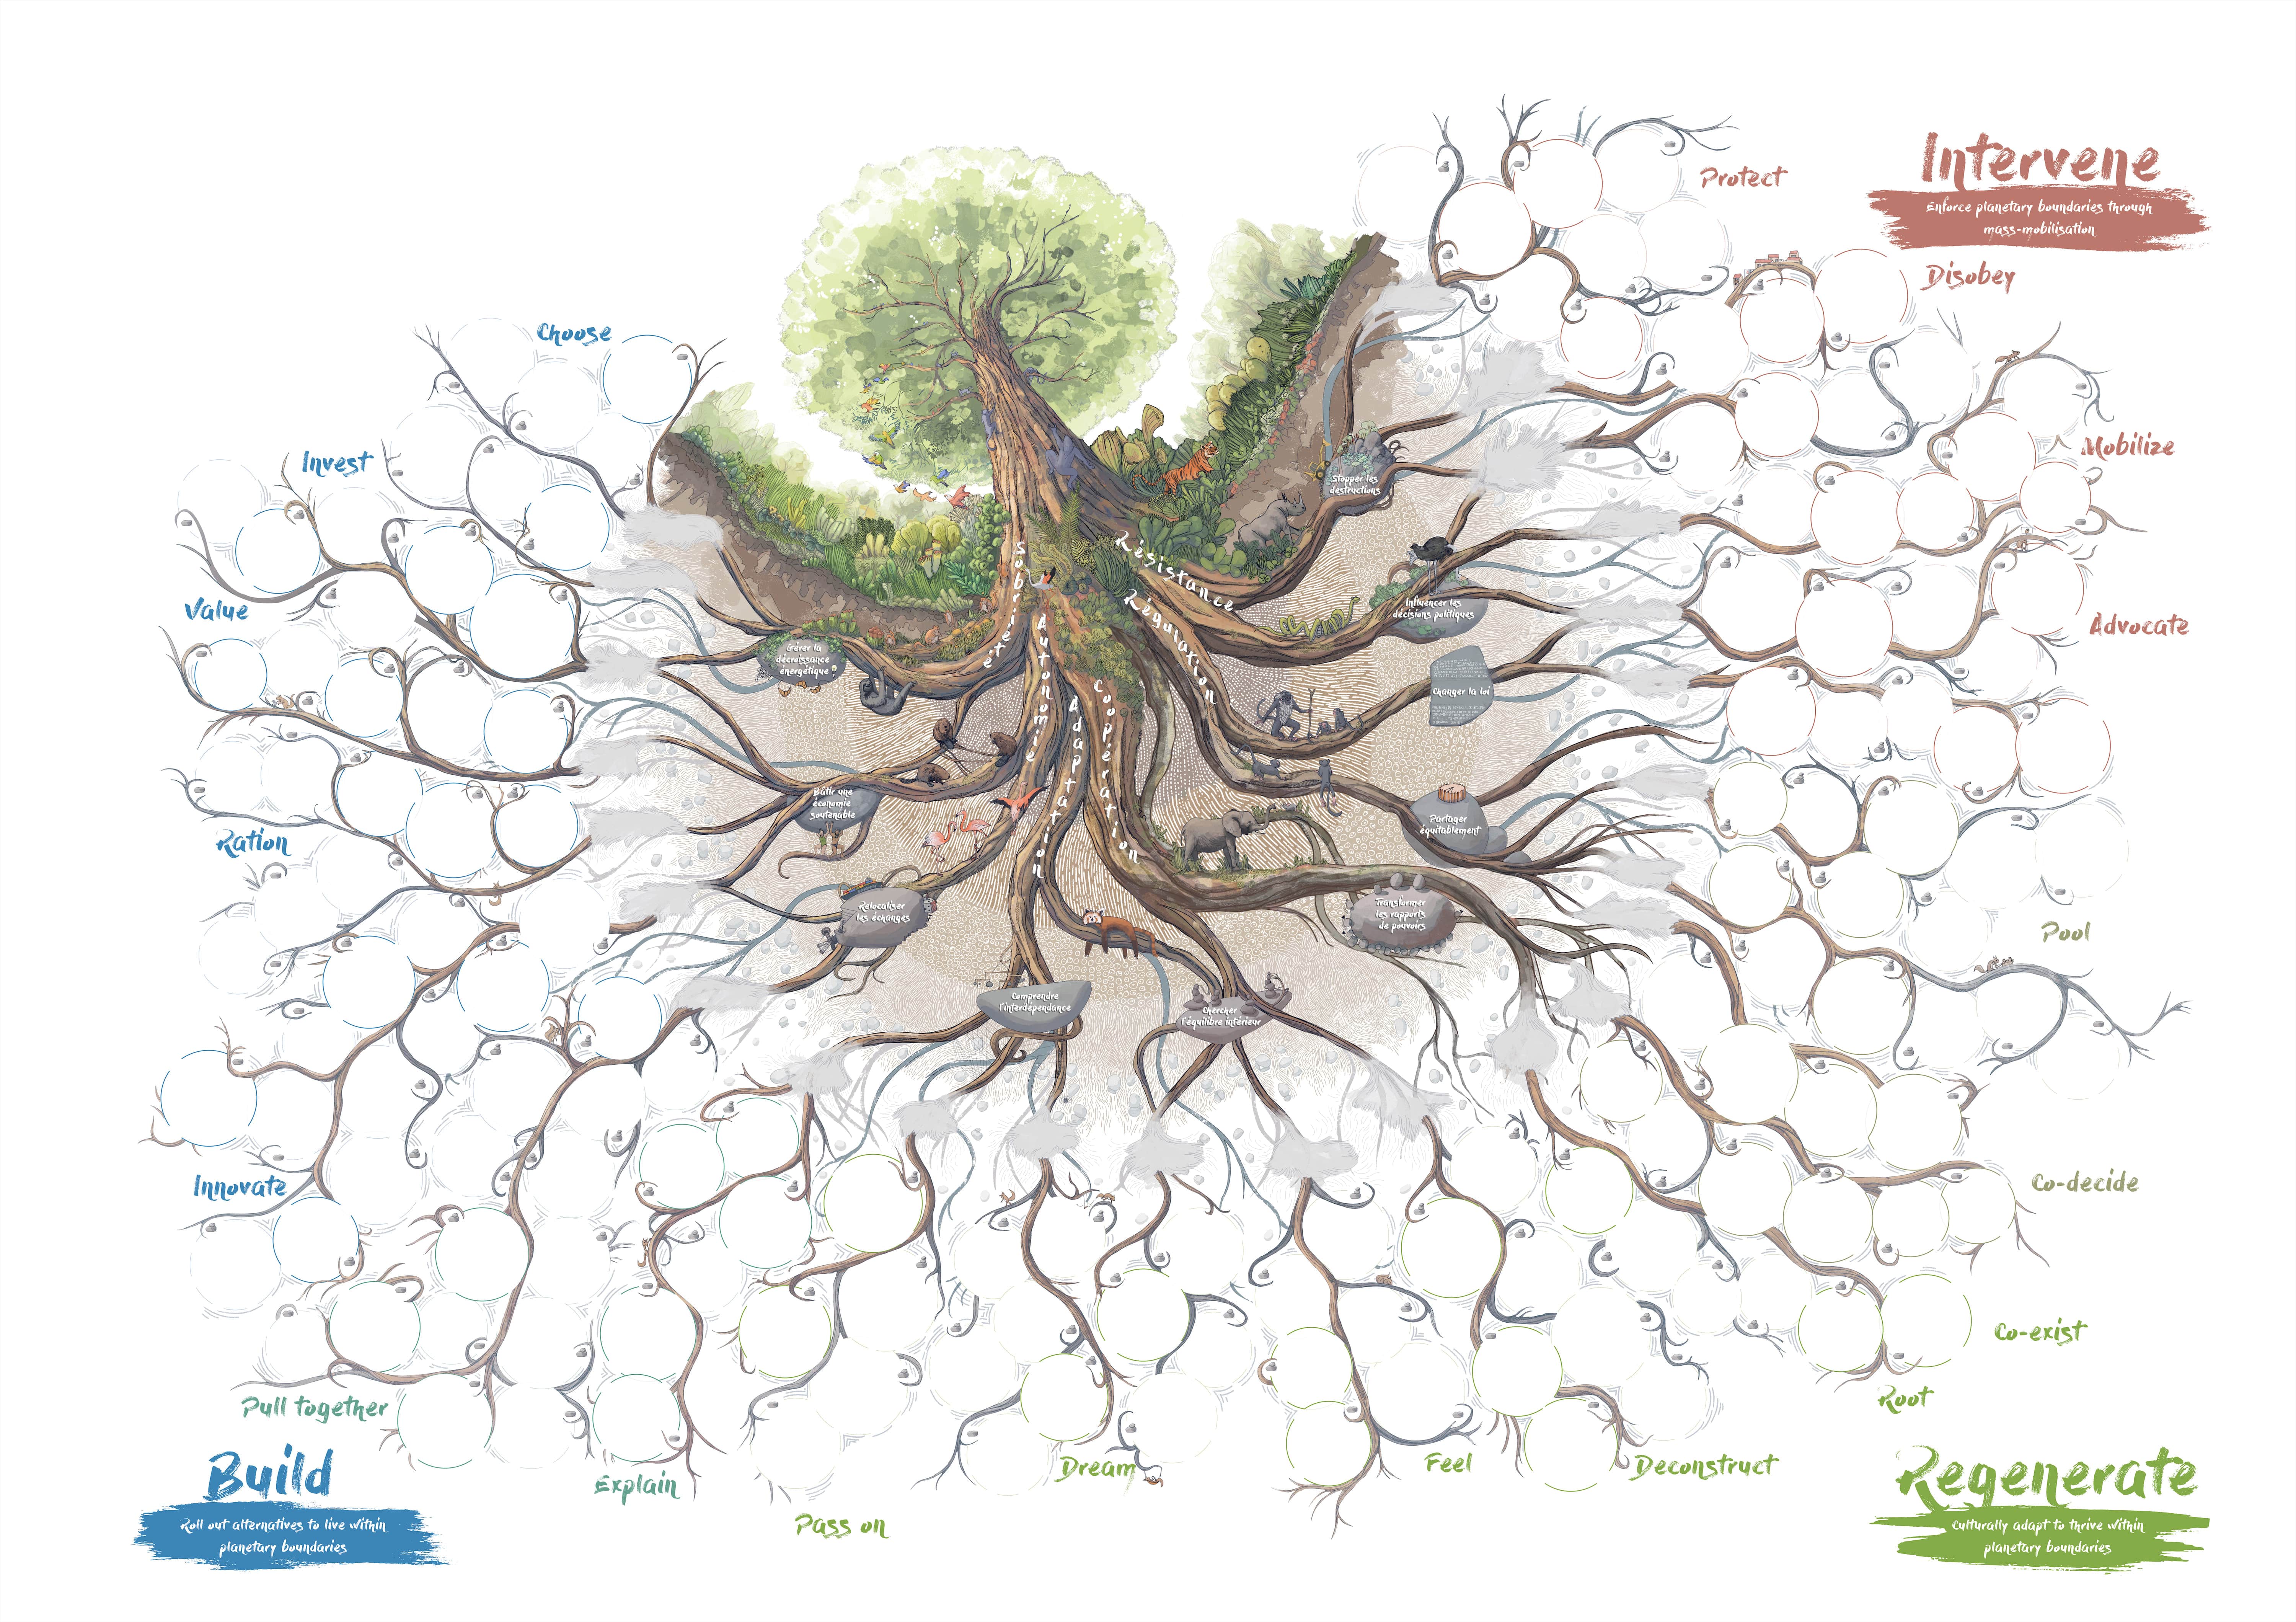 Intervene
Enforce planetary boundaries through
mass-mobilisation
Protect
Disobey
Mobilize
Advocate
Choose
Invest
Value
Ration
Innovate
Pull together
Explain
Pass on
Dream
Feel
Deconstruct
Root
Co-exist
Co-decide
Pool
Build
Roll out alternatives to live within
planetary boundaries
Regenerate
Culturally adapt to thrive within
planetary boundaries
Sobriété
Autonomie
Adaptation
Coopération
Régulation
Résistance
Stopper les
destructions
Influencer les
décisions politiques
Changer la loi
Partager
équitablement
Transformer
les rapports
de pouvoirs
Chercher
l'équilibre intérieur
Comprendre
l'interdépendance
Relocaliser
les échanges
Bâtir une
économie
soutenable
Gérer la
décroissance
énergétique